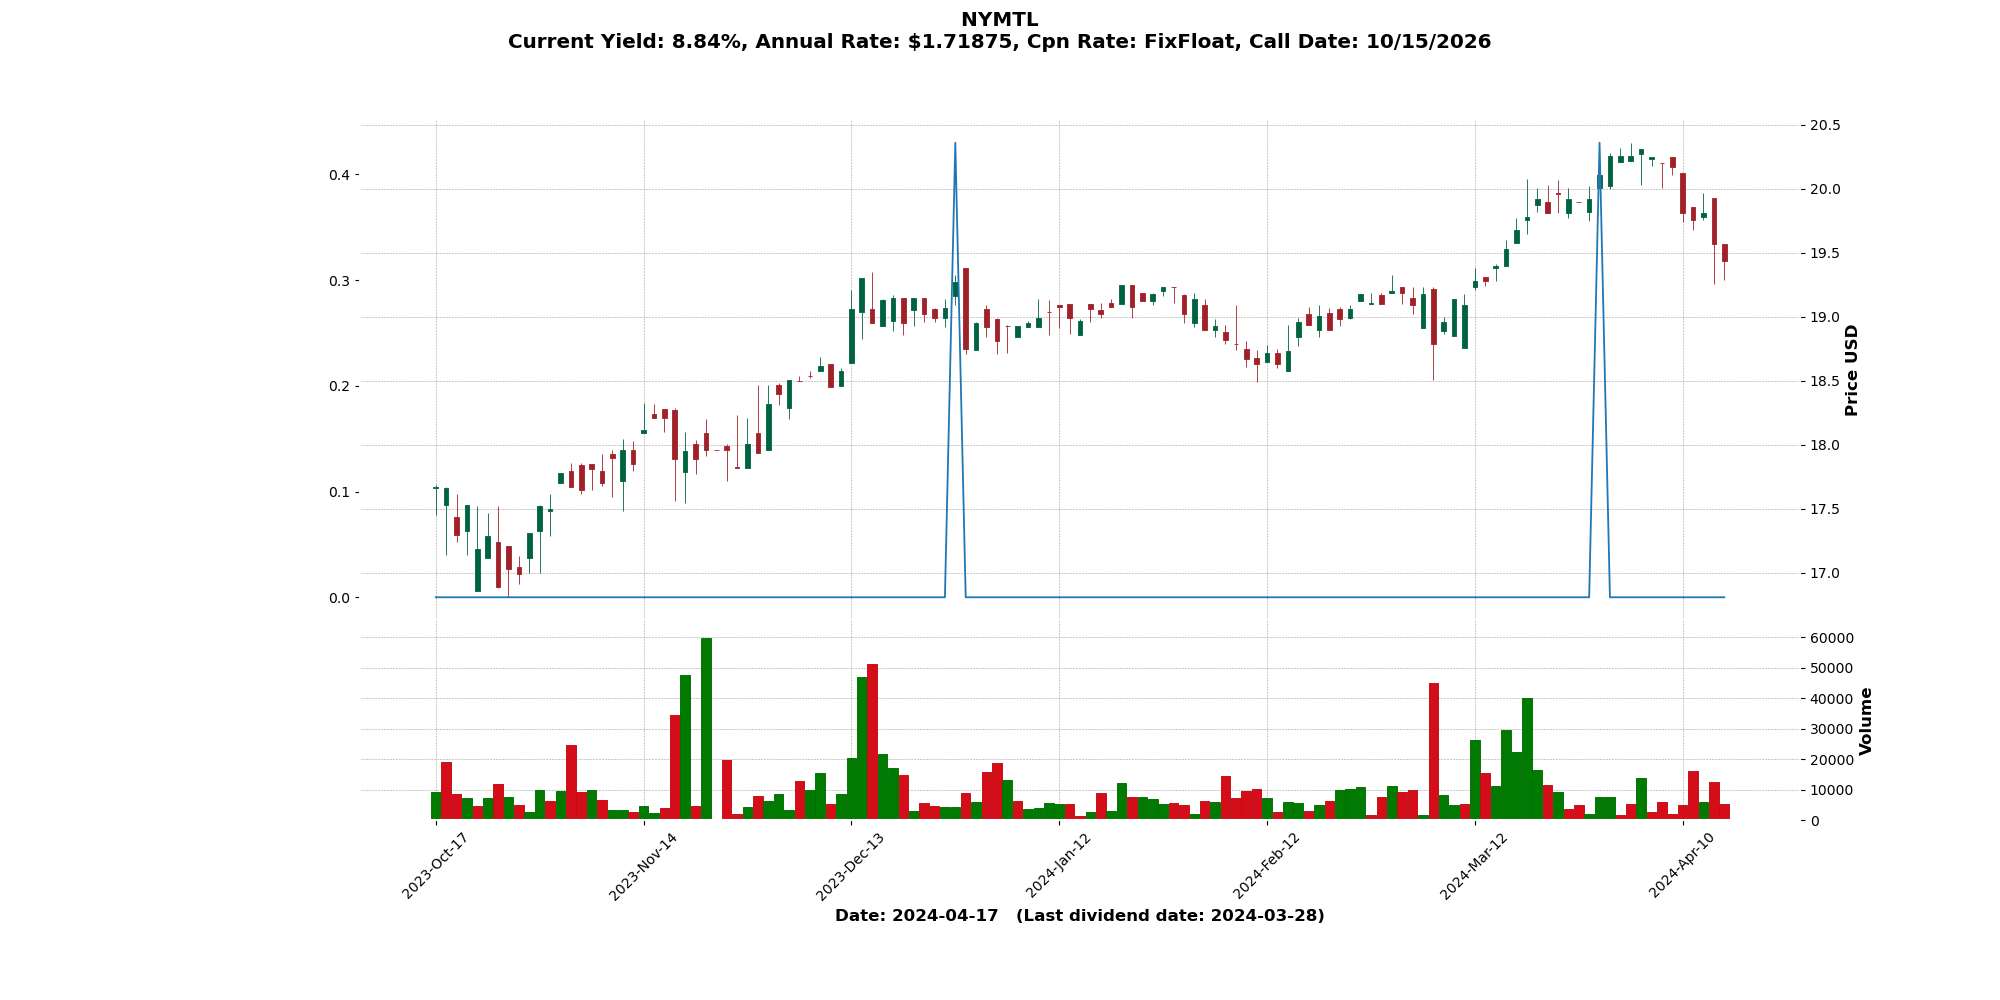 NYMTL
Current Yield: 8.84%, Annual Rate: $1.71875, Cpn Rate: FixFloat, Call Date: 10/15/2026
20.5
0.4
20.0
19.5
0.3
19.0
Price USD
0.2
18.5
18.0
0.1
17.5
17.0
0.0
60000
50000
40000
30000
Volume
20000
10000
0
2023-Oct-17
2023-Nov-14
2023-Dec-13
2024-Jan-12
2024-Feb-12
2024-Mar-12
2024-Apr-10
Date: 2024-04-17 (Last dividend date: 2024-03-28)